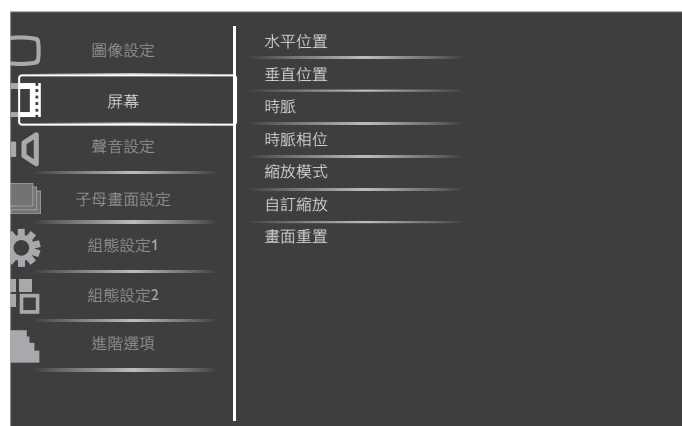 圖像設定
屏幕
聲音設定
子母畫面設定
組態設定1
組態設定2
進階選項
水平位置
垂直位置
時脈
時脈相位
縮放模式
自訂縮放
畫面重置